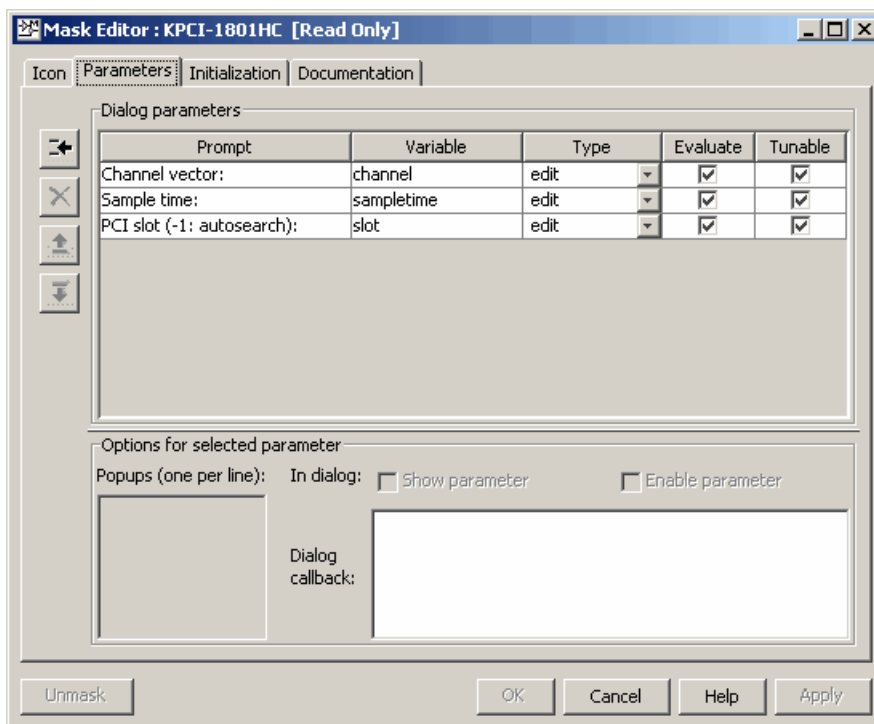 Mask Editor : KPCI-1801HC [Read Only]
Icon Parameters Initialization Documentation
Dialog parameters
Prompt Variable Type Evaluate Tunable
Channel vector: channel edit
Sample time: sampletime edit
PCI slot (-1: autosearch): slot edit
Options for selected parameter
Popups (one per line): In dialog: Show parameter Enable parameter
Dialog
callback:
Unmask OK Cancel Help Apply